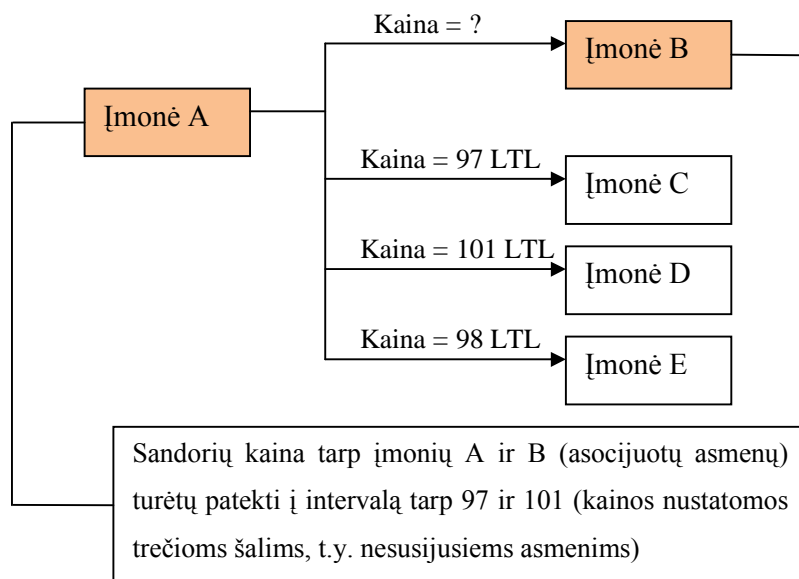 Kaina = ?
Įmonė B
Įmonė A
Kaina = 97 LTL
Įmonė C
Kaina = 101 LTL
Įmonė D
Kaina = 98 LTL
Įmonė E
Sandorių kaina tarp įmonių A ir B (asocijuotų asmenų)
turėtų patekti į intervalą tarp 97 ir 101 (kainos nustatomos
trečioms šalims, t.y. nesusijusiems asmenims)